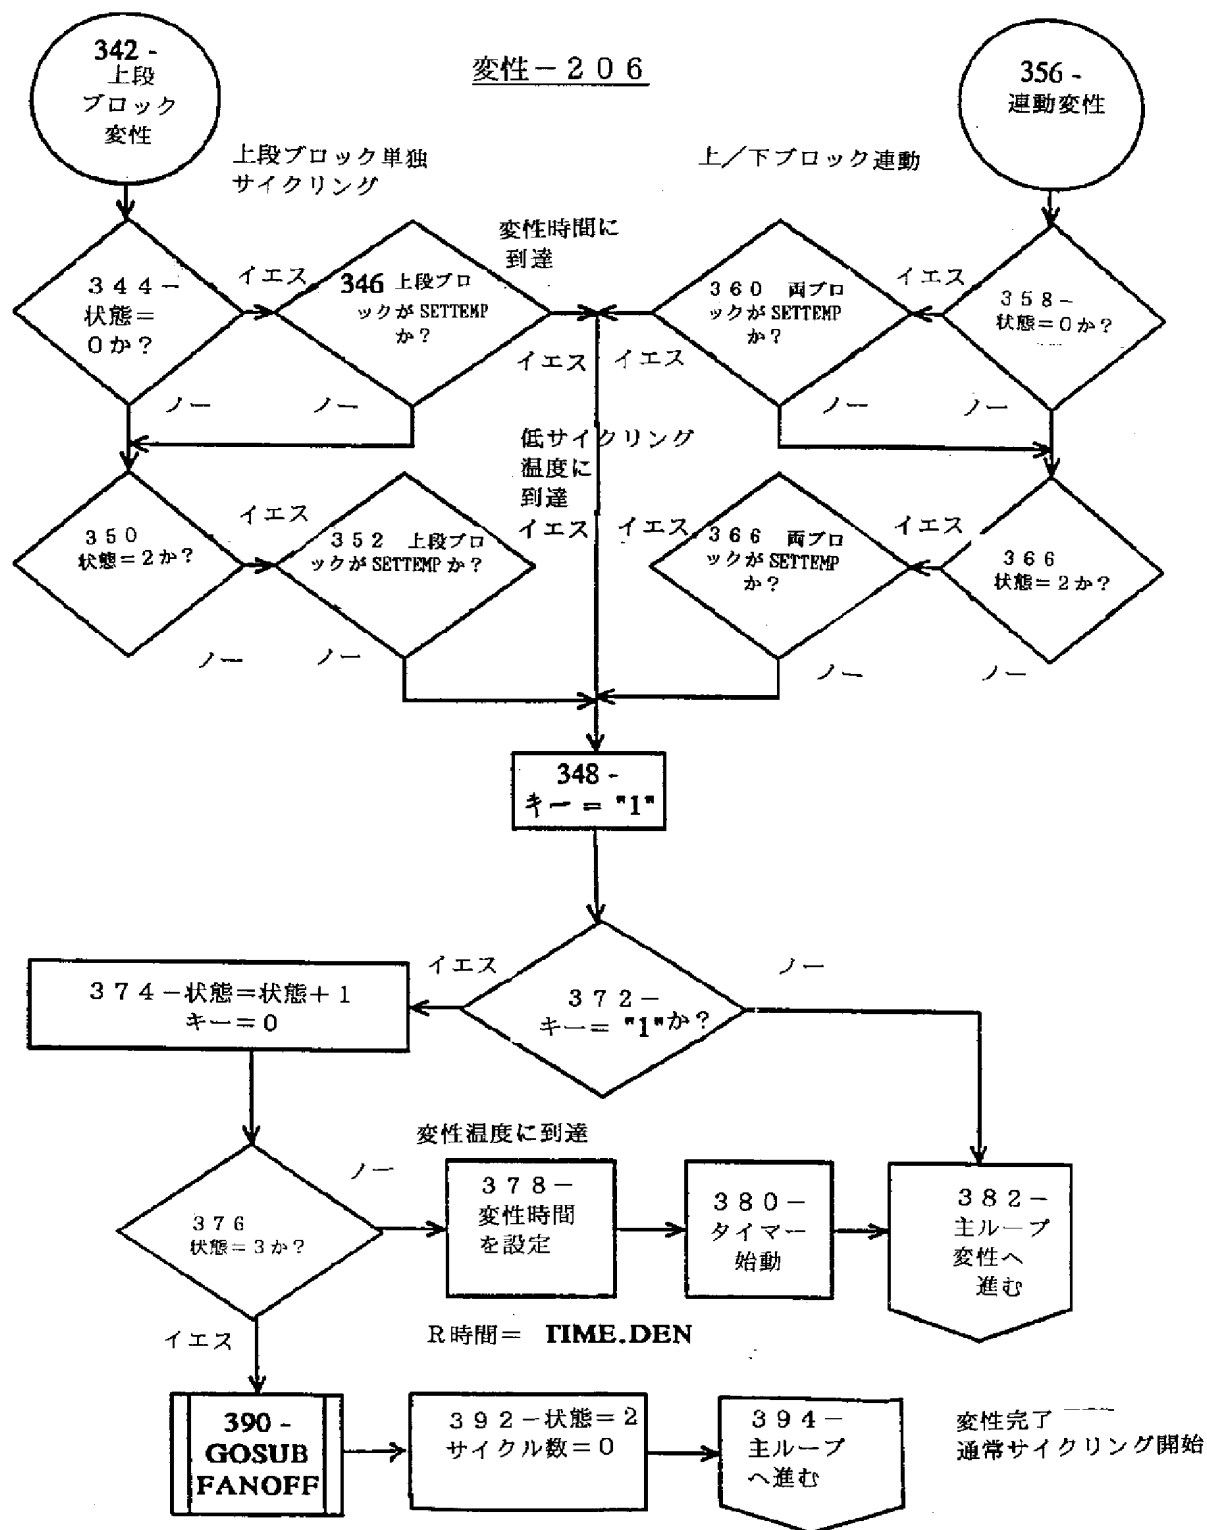 変性－２０６
342 -
上段
ブロック
変性
356 -
連動変性
上段ブロック単独
サイクリング
上／下ブロック連動
変性時間に
到達
３４４－
状態＝
０か？
イエス
346 上段ブロ
ックが SETTEMP
か？
イエス
イエス
３６０ 両ブロ
ックが SETTEMP
か？
イエス
３５８－
状態＝０か？
ノー
ノー
ノー
ノー
低サイクリング
温度に
到達
３５０
状態＝２か？
イエス
３５２ 上段ブロ
ックが SETTEMP か？
イエス
イエス
３６６ 両ブロ
ックが SETTEMP
か？
イエス
３６６
状態＝２か？
ノー
ノー
ノー
ノー
348 -
キー = "1"
３７２－
キー＝ "1"か？
イエス
ノー
３７４－状態＝状態＋１
キー＝０
変性温度に到達
３７６
状態＝３か？
ノー
３７８－
変性時間
を設定
３８０－
タイマー
始動
３８２－
主ループ
変性へ
進む
イエス
Ｒ時間＝ TIME.DEN
390 -
GOSUB
FANOFF
３９２－状態＝２
サイクル数＝０
３９４－
主ループ
へ進む
変性完了
通常サイクリング開始